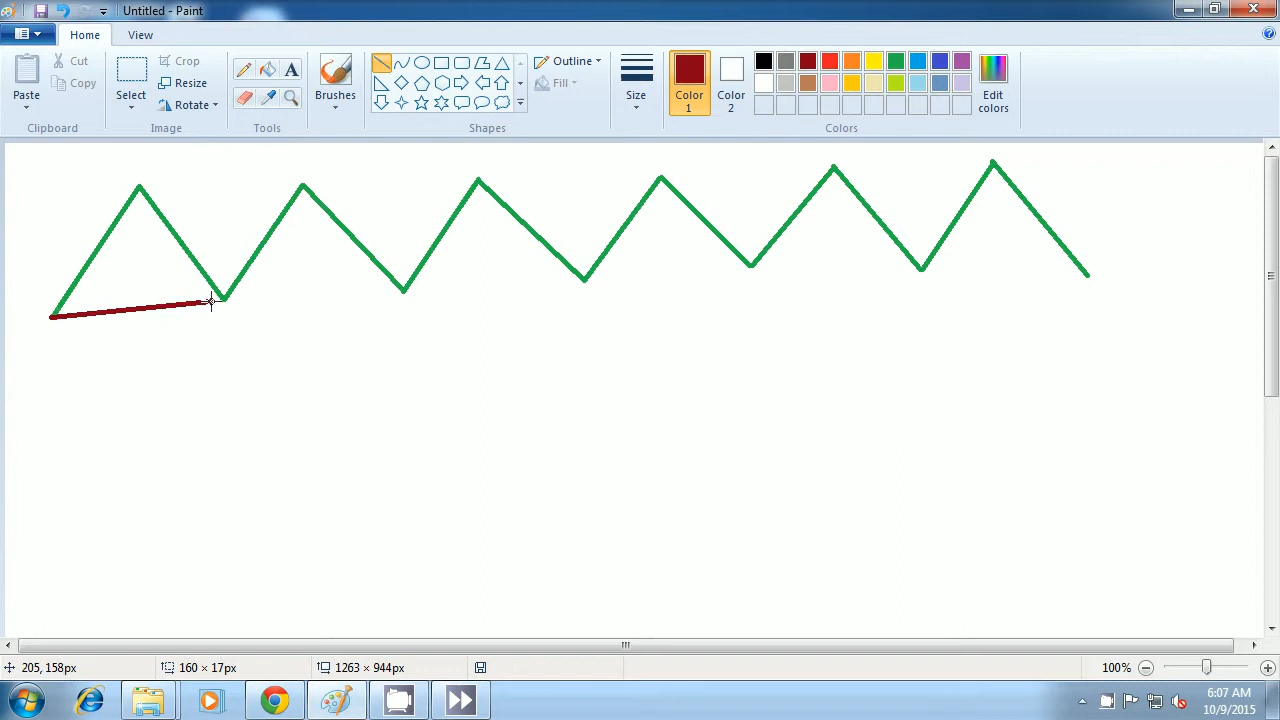 Untitled - Paint
Home View
Paste
Clipboard
Cut
Copy
Select
Crop
Resize
Rotate
Image
A
Tools
Brushes
Shapes
Outline
Fill
Size
Color 1
Color 2
Edit colors
Colors
205, 158px
160 × 17px
1263 × 944px
100%
6:07 AM
10/9/2015